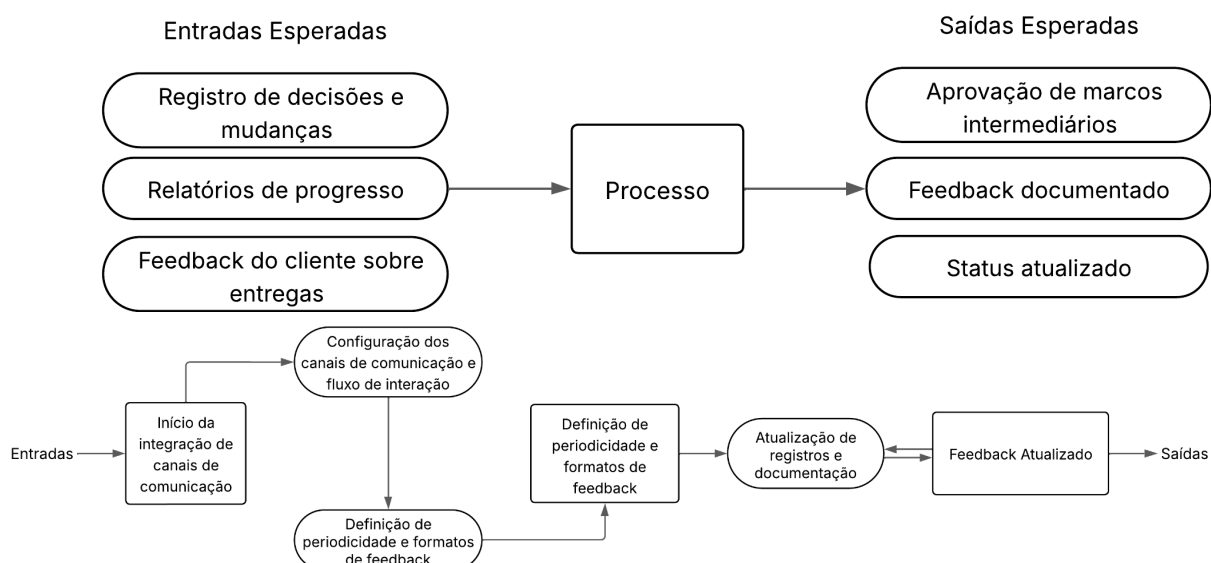 Entradas Esperadas
Saídas Esperadas
Registro de decisões e
mudanças
Relatórios de progresso
Feedback do cliente sobre
entregas
Processo
Aprovação de marcos
intermediários
Feedback documentado
Status atualizado
Entradas
Início da
integração de
canais de
comunicação
Configuração dos
canais de comunicação e
fluxo de interação
Definição de
periodicidade e formatos
de feedback
Definição de
periodicidade e
formatos de
feedback
Atualização de
registros e
documentação
Feedback Atualizado
Saídas